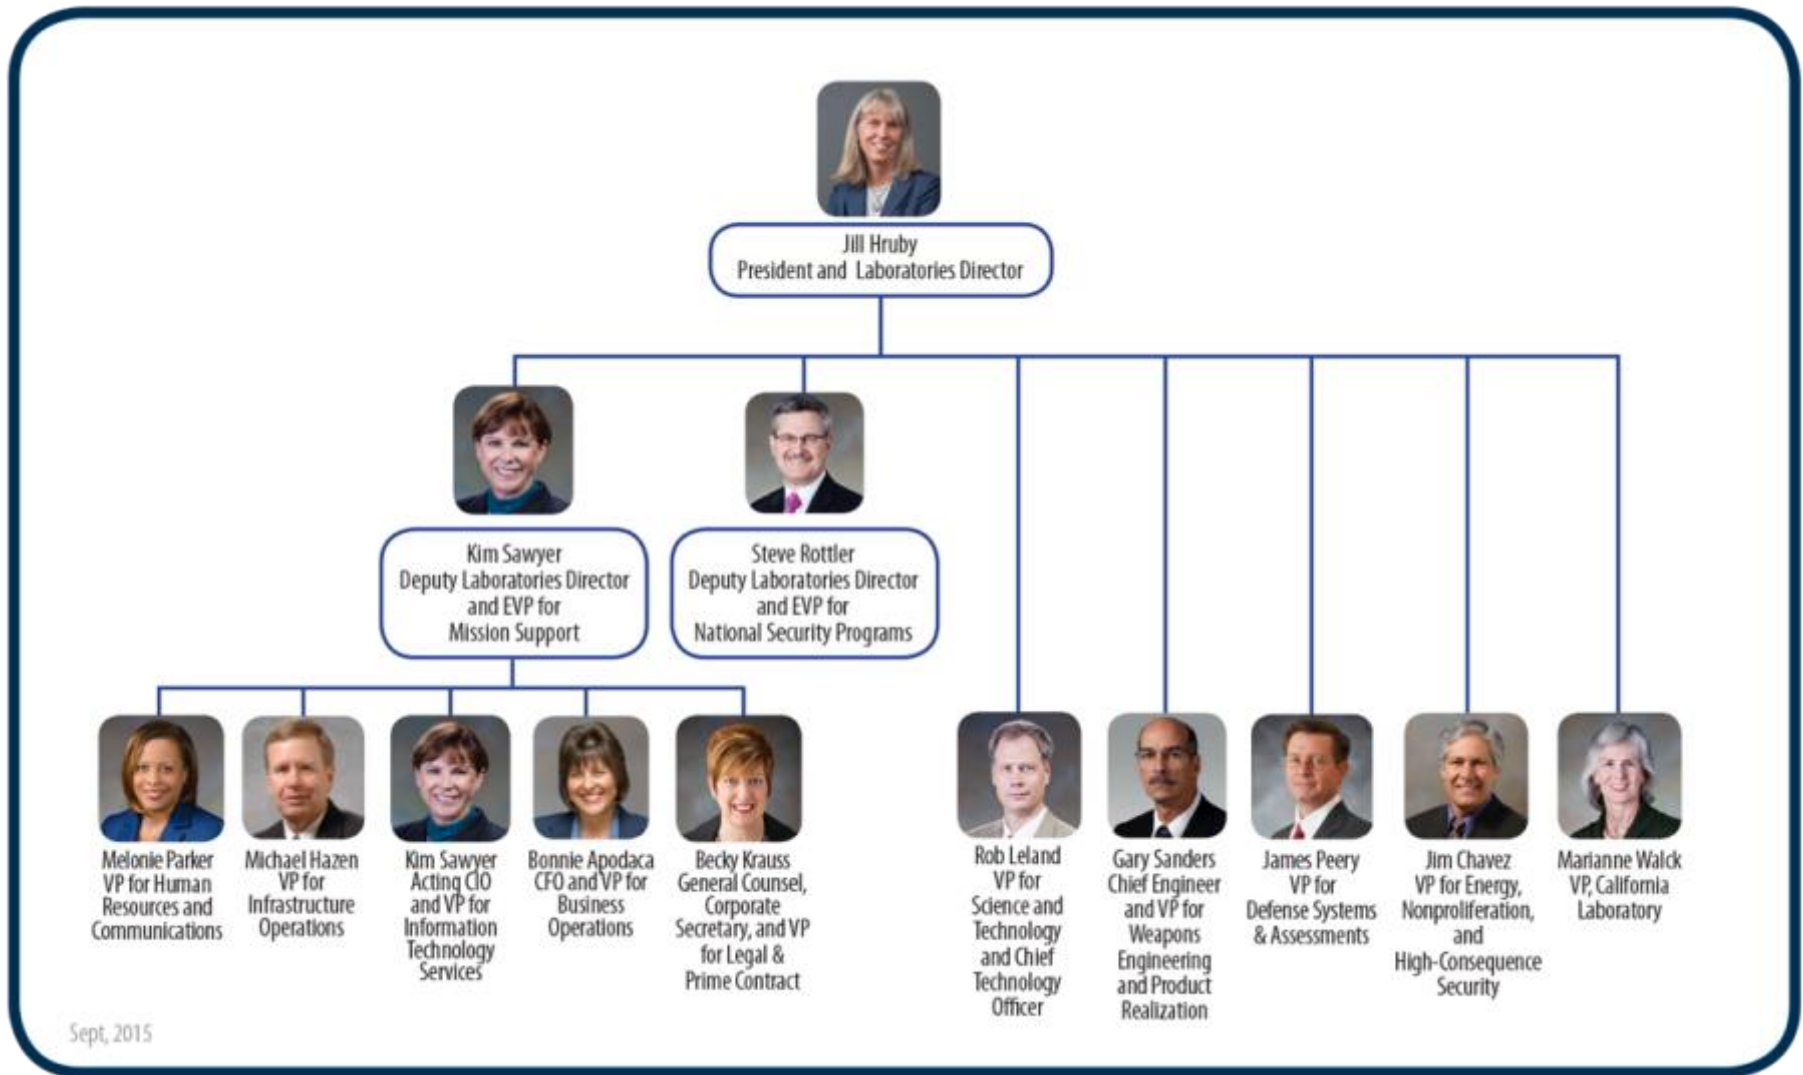 Jill Hruby
President and Laboratories Director
Kim Sawyer
Deputy Laboratories Director
and EVP for
Mission Support
Steve Rottler
Deputy Laboratories Director
and EVP for
National Security Programs
Melonie Parker
VP for Human
Resources and
Communications
Michael Hazen
VP for
Infrastructure
Operations
Kim Sawyer
Acting CIO
and VP for
Information
Technology
Services
Bonnie Apodaca
CFO and VP for
Business
Operations
Becky Krauss
General Counsel,
Corporate
Secretary, and VP
for Legal &
Prime Contract
Rob Leland
VP for
Science and
Technology
and Chief
Technology
Officer
Gary Sanders
Chief Engineer
and VP for
Weapons
Engineering
and Product
Realization
James Peery
VP for
Defense Systems
& Assessments
Jim Chavez
VP for Energy,
Nonproliferation,
and
High-Consequence
Security
Marianne Walck
VP, California
Laboratory
Sept, 2015